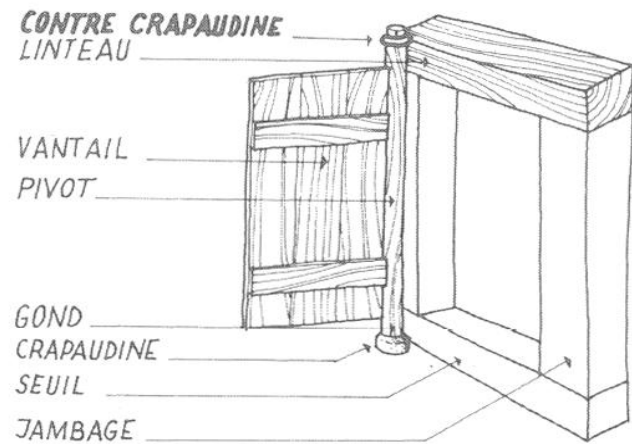 CONTRE CRAPAUDINE
LINTEAU
VANTAIL
PIVOT
GOND
CRAPAUDINE
SEUIL
JAMBAGE